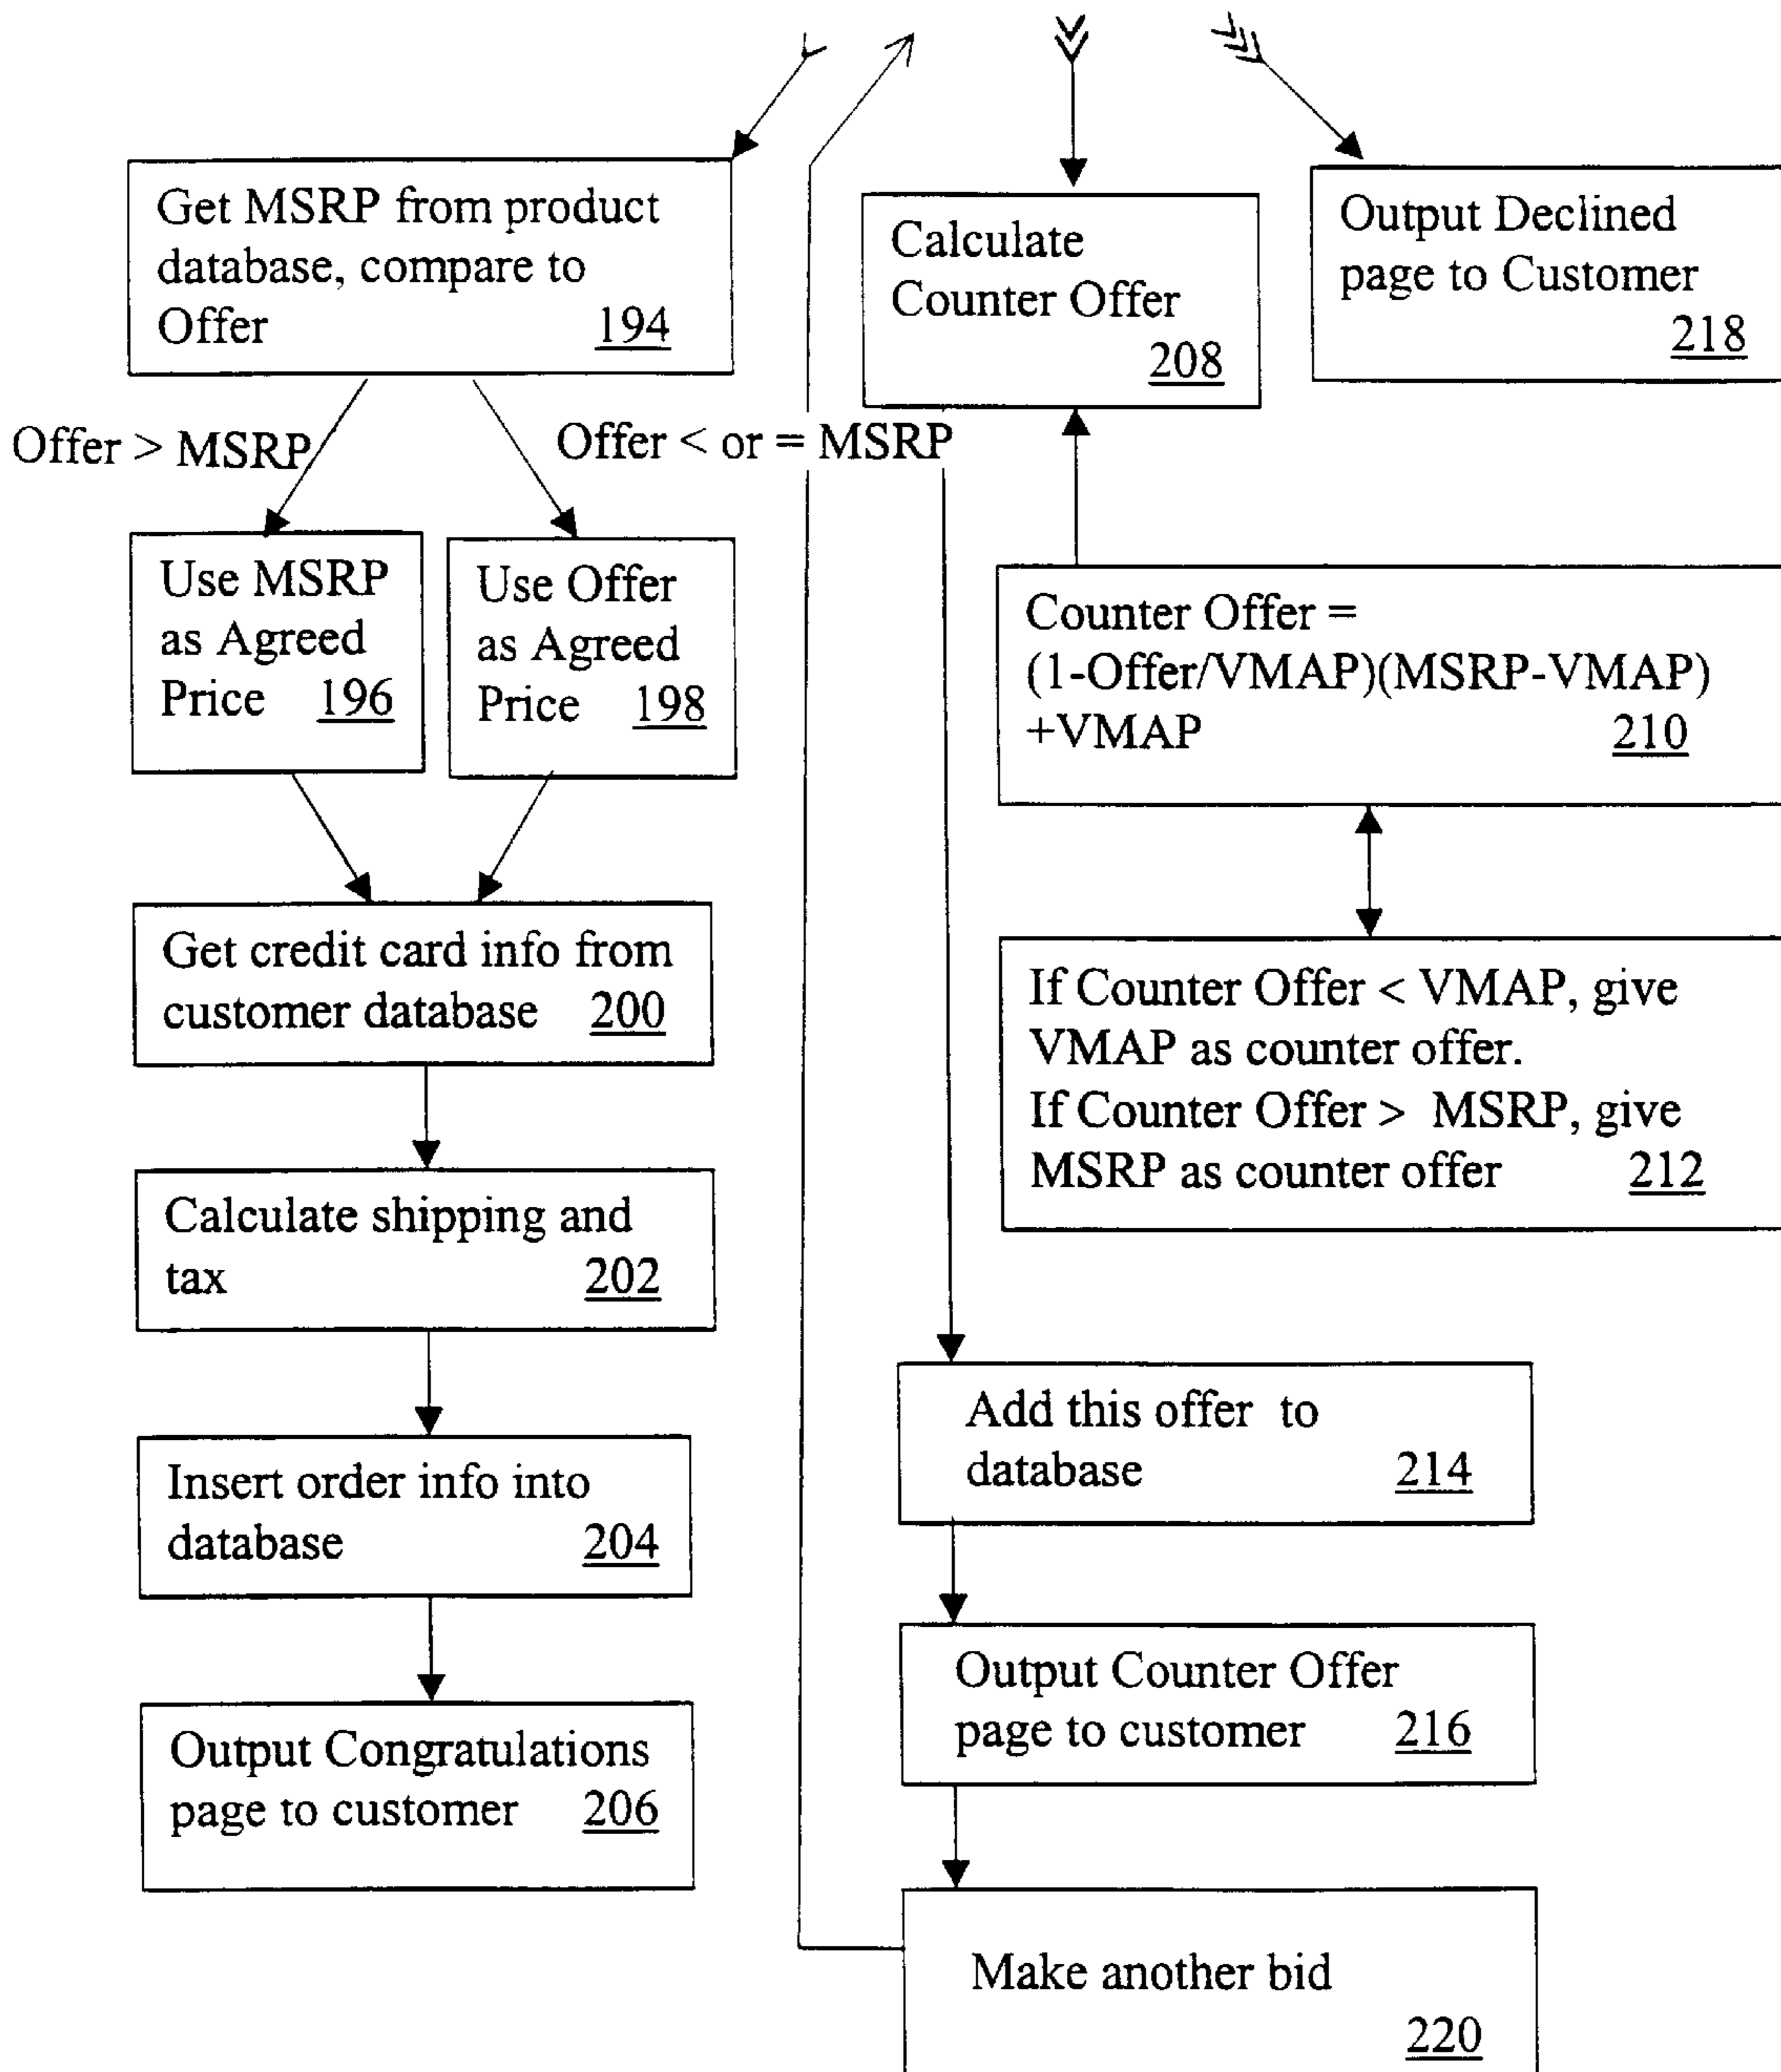 Get MSRP from product
database, compare to
Offer 194
Offer > MSRP
Offer < or = MSRP
Use MSRP
as Agreed
Price 196
Use Offer
as Agreed
Price 198
Get credit card info from
customer database 200
Calculate shipping and
tax 202
Insert order info into
database 204
Output Congratulations
page to customer 206
Calculate
Counter Offer
208
Output Declined
page to Customer
218
Counter Offer =
(1-Offer/VMAP)(MSRP-VMAP)
+VMAP 210
If Counter Offer < VMAP, give
VMAP as counter offer.
If Counter Offer > MSRP, give
MSRP as counter offer 212
Add this offer to
database 214
Output Counter Offer
page to customer 216
Make another bid
220